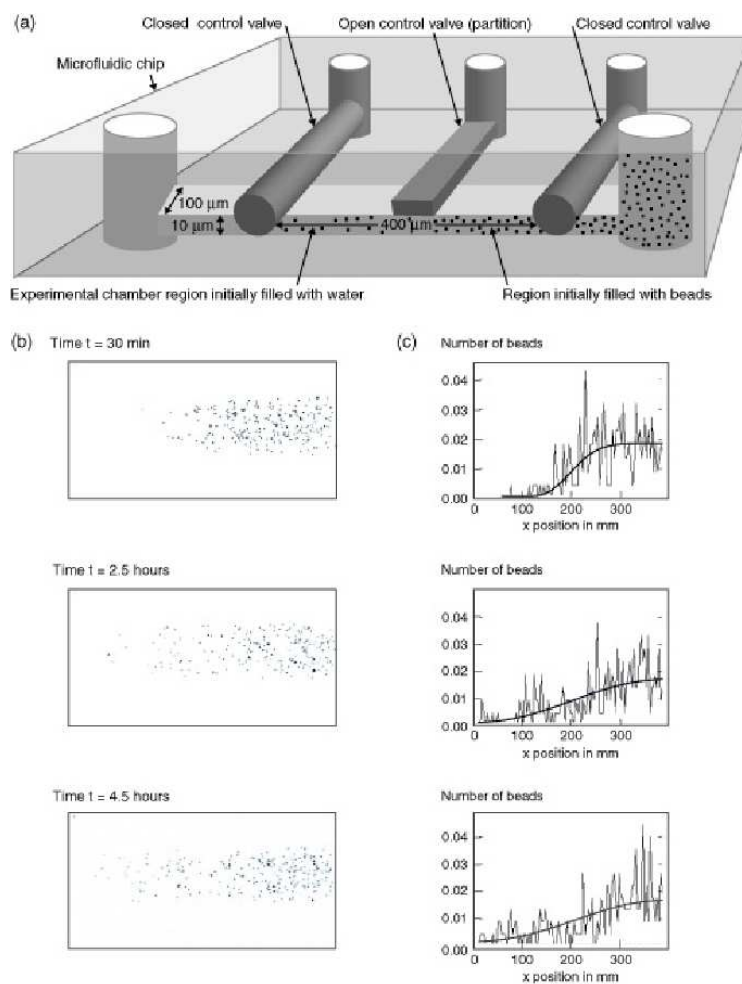 (a)
Closed control valve
Open control valve (partition)
Closed control valve
Microfluidic chip
100 μm
10 μm
400 μm
Experimental chamber region initially filled with water
Region initially filled with beads
(b)
Time t = 30 min
(c)
Number of beads
0.04
0.03
0.02
0.01
0.00
0
100
200
300
x position in mm
Time t = 2.5 hours
Number of beads
0.04
0.03
0.02
0.01
0.00
0
100
200
300
x position in mm
Time t = 4.5 hours
Number of beads
0.04
0.03
0.02
0.01
0.00
0
100
200
300
x position in mm